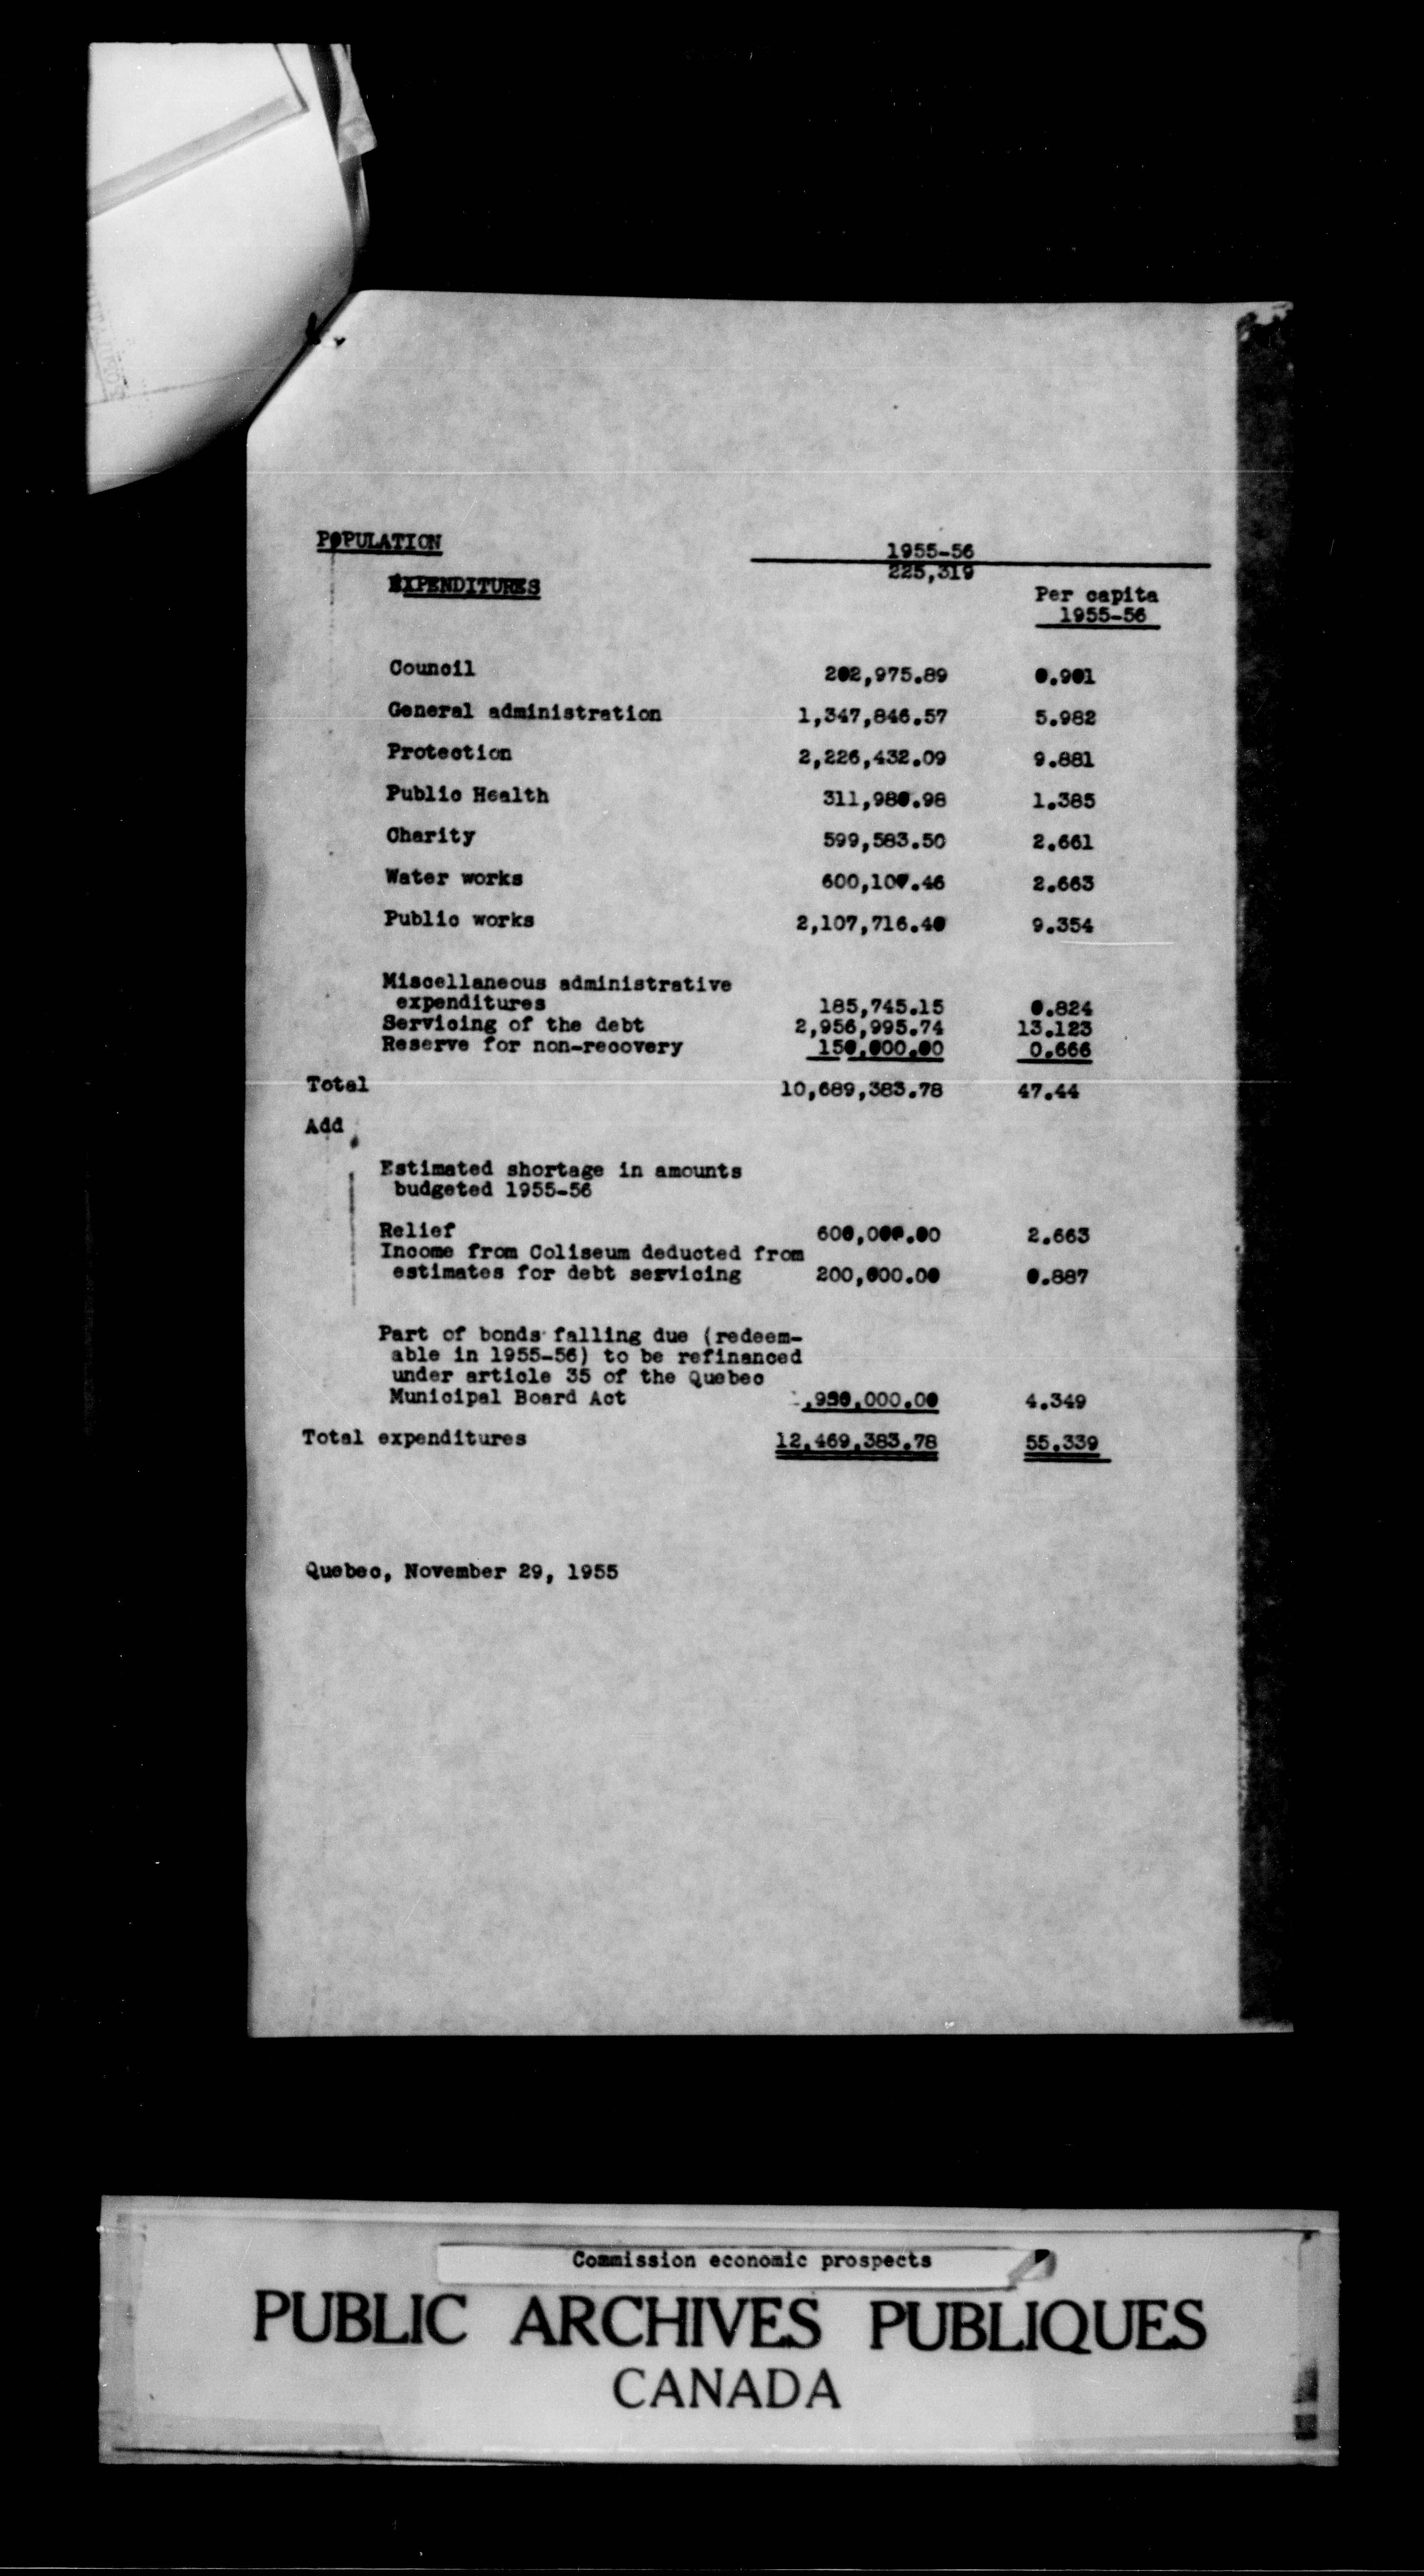 POPULATION
1955-56
225,319
EXPENDITURES
Per capita
1955-56
Council 202,975.89 0.901
General administration 1,347,846.57 5.982
Protection 2,226,432.09 9.881
Public Health 311,980.98 1.385
Charity 599,583.50 2.661
Water works 600,107.46 2.663
Public works 2,107,716.40 9.354
Miscellaneous administrative
expenditures 185,745.15 0.824
Servicing of the debt 2,956,995.74 13.123
Reserve for non-recovery 150,000.00 0.666
Total 10,689,383.78 47.44
Add
Estimated shortage in amounts
budgeted 1955-56
Relief 600,000.00 2.663
Income from Coliseum deducted from
estimates for debt servicing 200,000.00 0.887
Part of bonds falling due (redeem-
able in 1955-56) to be refinanced
under article 35 of the Quebec
Municipal Board Act 980,000.00 4.349
Total expenditures 12,469,383.78 55.339
Quebec, November 29, 1955
Commission economic prospects
PUBLIC ARCHIVES PUBLIQUES
CANADA